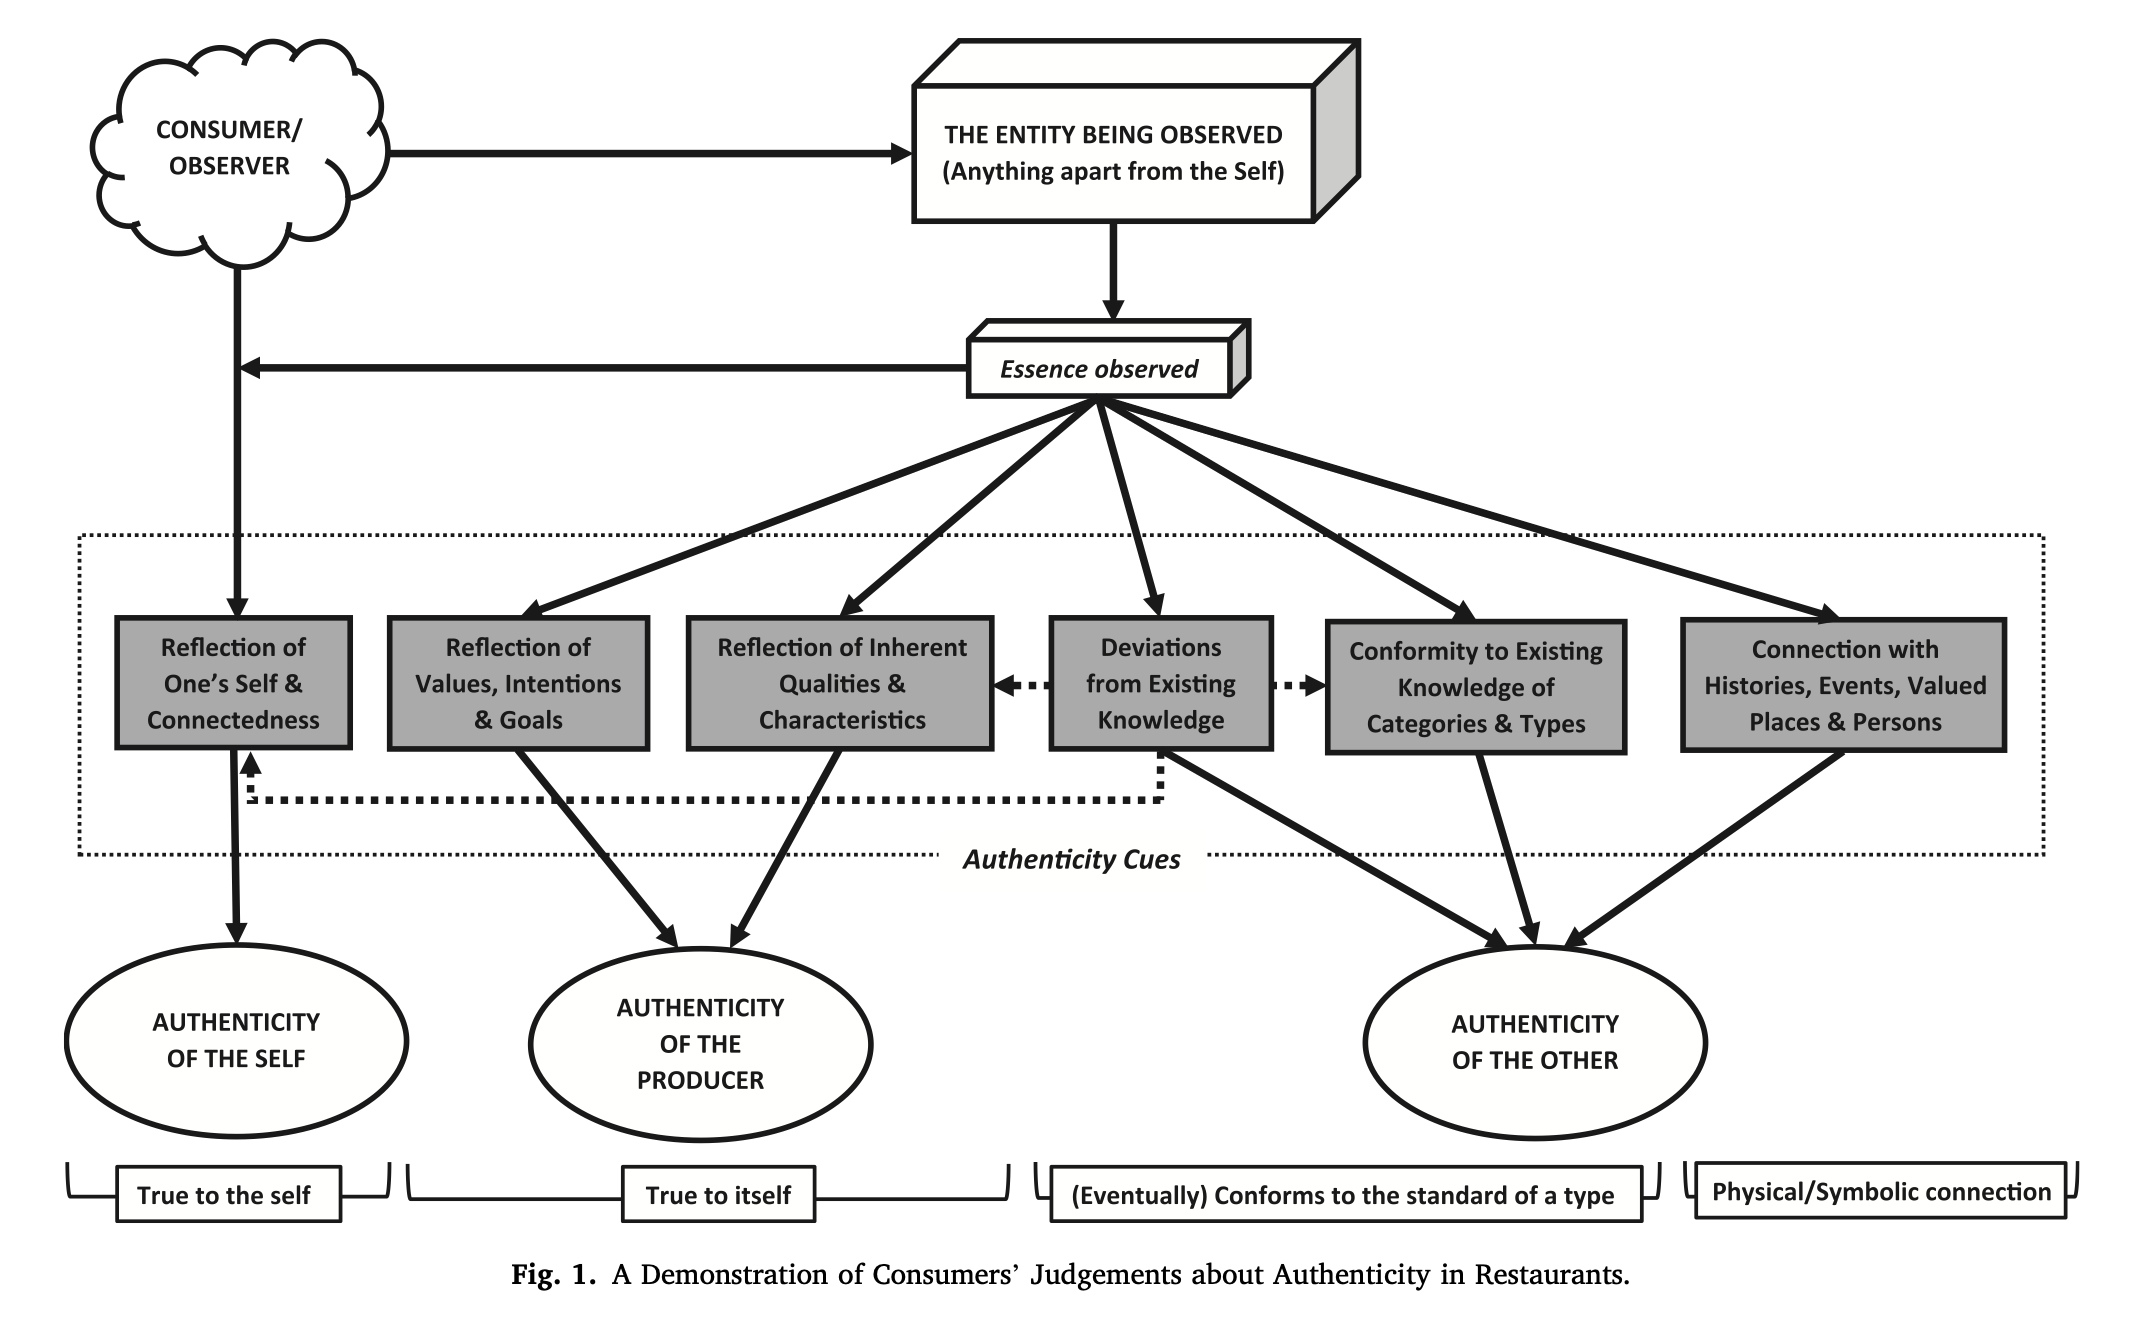 CONSUMER/
OBSERVER
THE ENTITY BEING OBSERVED
(Anything apart from the Self)
Essence observed
Reflection of
One’s Self &
Connectedness
Reflection of
Values, Intentions
& Goals
Reflection of Inherent
Qualities &
Characteristics
Deviations
from Existing
Knowledge
Conformity to Existing
Knowledge of
Categories & Types
Connection with
Histories, Events, Valued
Places & Persons
Authenticity Cues
AUTHENTICITY
OF THE SELF
AUTHENTICITY
OF THE
PRODUCER
AUTHENTICITY
OF THE OTHER
True to the self
True to itself
(Eventually) Conforms to the standard of a type
Physical/Symbolic connection
Fig. 1. A Demonstration of Consumers’ Judgements about Authenticity in Restaurants.